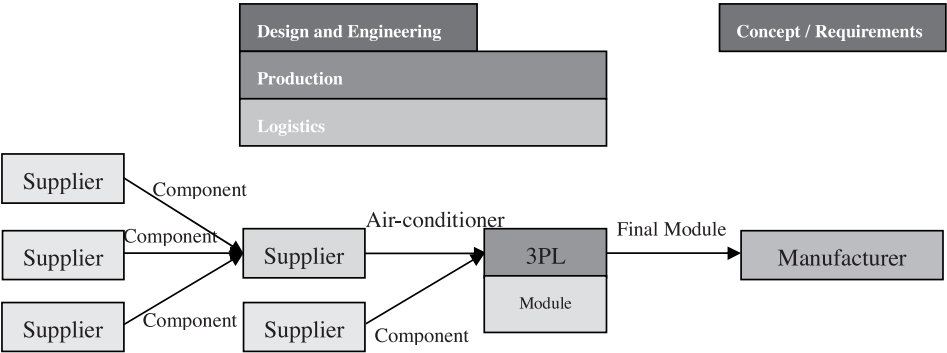 Design and Engineering
Concept / Requirements
Production
Logistics
Supplier
Component
Air-conditioner
Component
Final Module
Supplier
Supplier
3PL
Manufacturer
Module
Supplier
Component
Supplier
Component